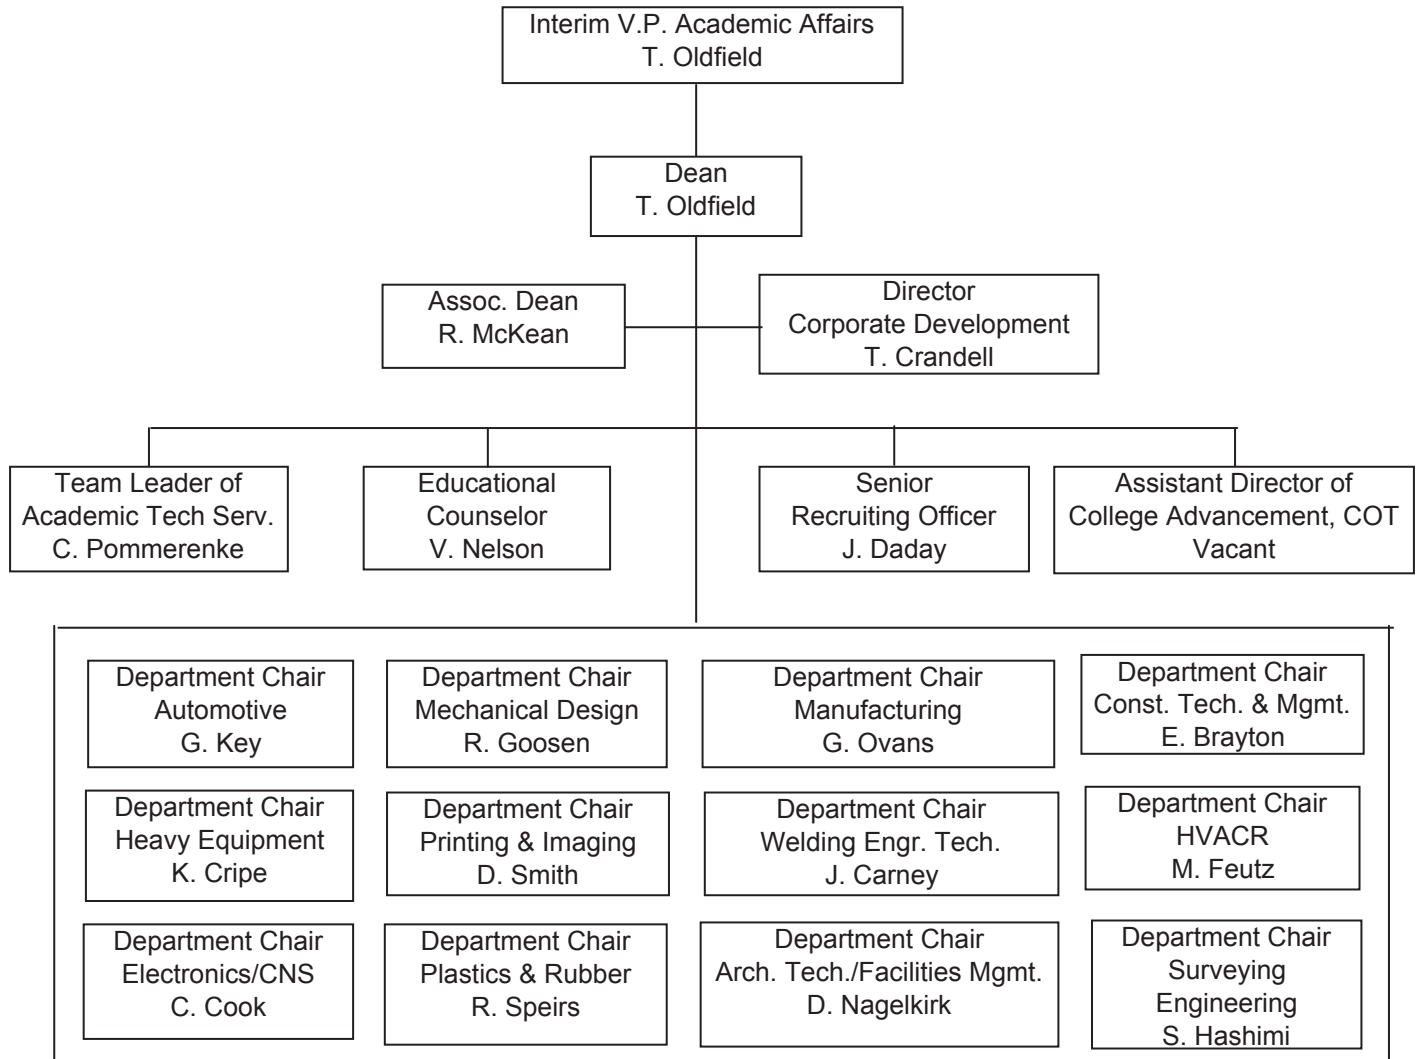 Interim V.P. Academic Affairs
T. Oldfield
Dean
T. Oldfield
Assoc. Dean
R. McKean
Director
Corporate Development
T. Crandell
Team Leader of
Academic Tech Serv.
C. Pommerenke
Educational
Counselor
V. Nelson
Senior
Recruiting Officer
J. Daday
Assistant Director of
College Advancement, COT
Vacant
Department Chair
Automotive
G. Key
Department Chair
Mechanical Design
R. Goosen
Department Chair
Manufacturing
G. Ovans
Department Chair
Const. Tech. & Mgmt.
E. Brayton
Department Chair
Heavy Equipment
K. Cripe
Department Chair
Printing & Imaging
D. Smith
Department Chair
Welding Engr. Tech.
J. Carney
Department Chair
HVACR
M. Feutz
Department Chair
Electronics/CNS
C. Cook
Department Chair
Plastics & Rubber
R. Speirs
Department Chair
Arch. Tech./Facilities Mgmt.
D. Nagelkirk
Department Chair
Surveying
Engineering
S. Hashimi